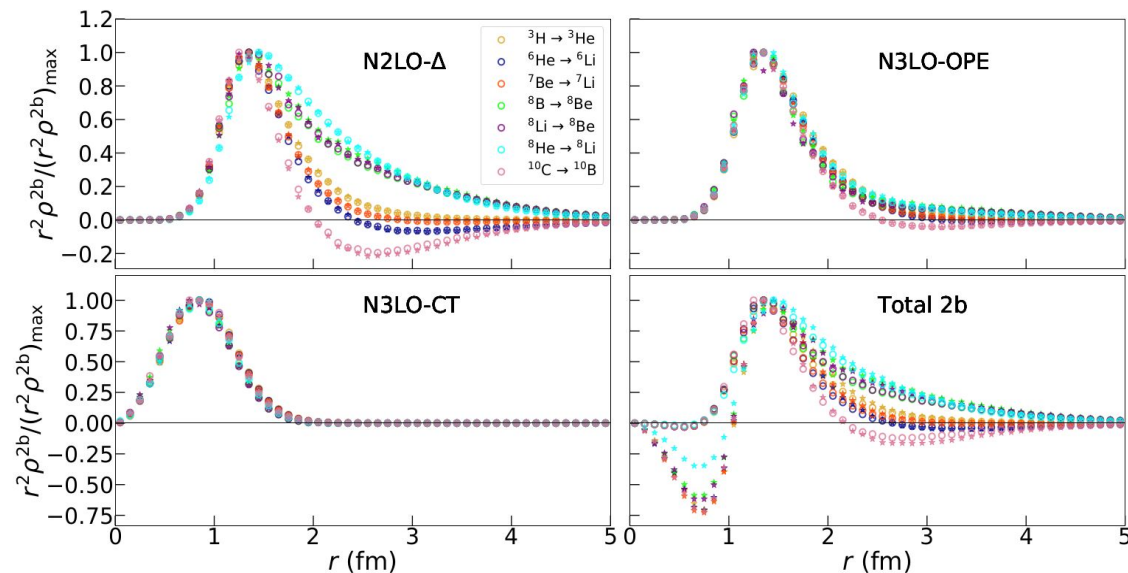 r²ρ²ᵇ/(r²ρ²ᵇ)ₘₐₓ
1.2
1.0
0.8
0.6
0.4
0.2
0.0
−0.2
N2LO-Δ
³H → ³He
⁶He → ⁶Li
⁷Be → ⁷Li
⁸B → ⁸Be
⁸Li → ⁸Be
⁸He → ⁸Li
¹⁰C → ¹⁰B
N3LO-OPE
r²ρ²ᵇ/(r²ρ²ᵇ)ₘₐₓ
1.00
0.75
0.50
0.25
0.00
−0.25
−0.50
−0.75
N3LO-CT
0 1 2 3 4 5
r (fm)
Total 2b
0 1 2 3 4 5
r (fm)